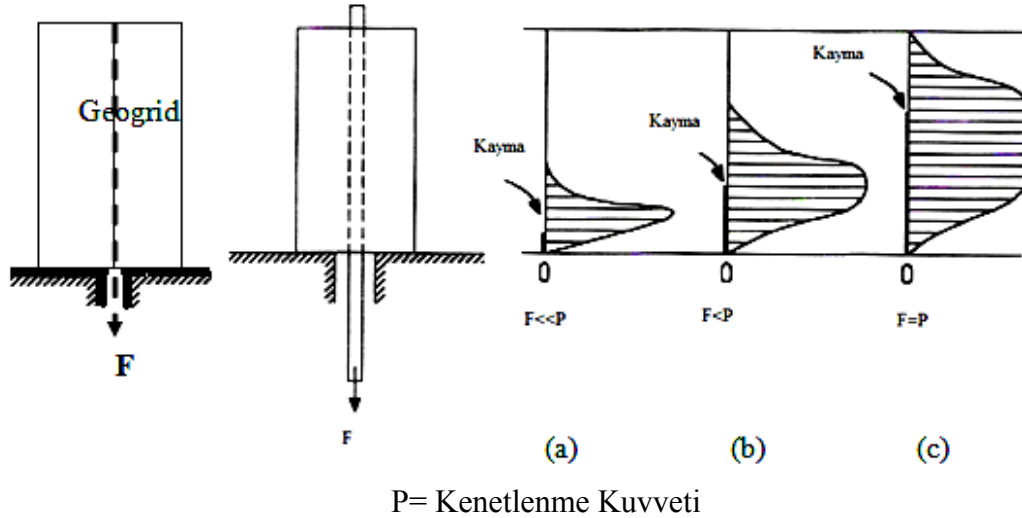 Geogrid
F
F
Kayma
Kayma
Kayma
0
0
0
F<<P
F<P
F=P
(a)
(b)
(c)
P= Kenetlenme Kuvveti